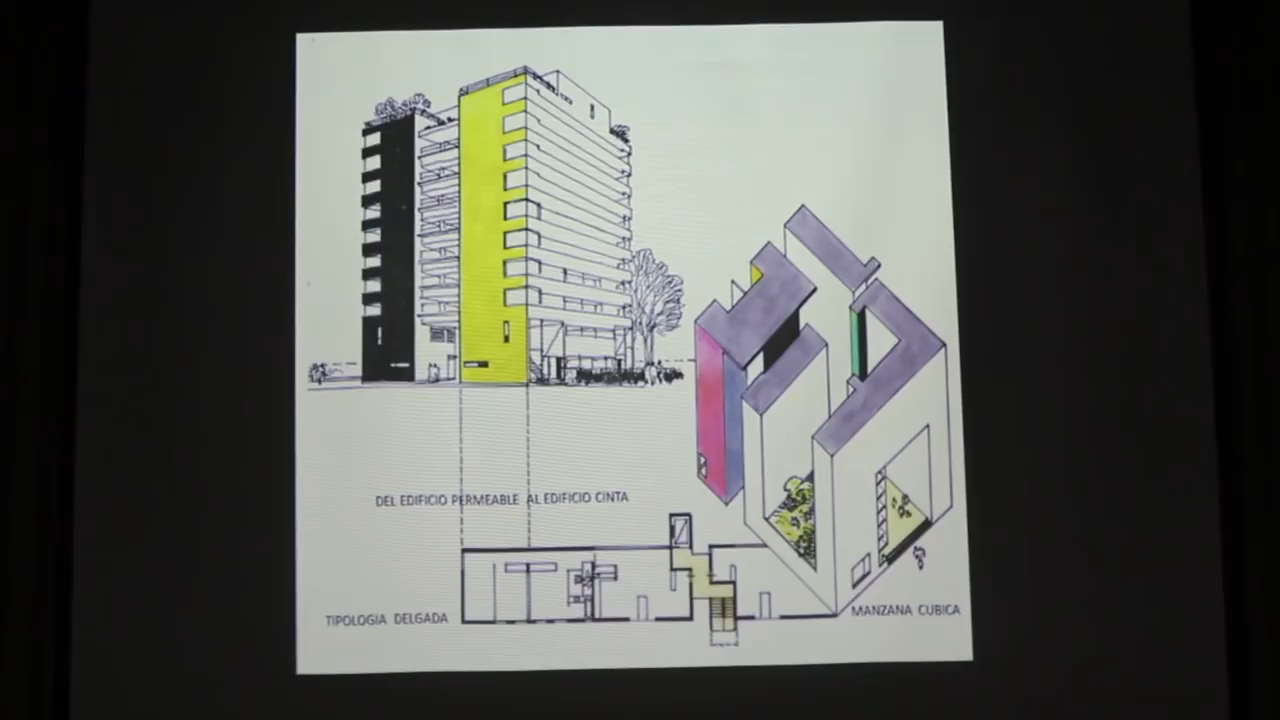 DEL EDIFICIO PERMEABLE AL EDIFICIO CINTA
TIPOLOGIA DELGADA
MANZANA CUBICA